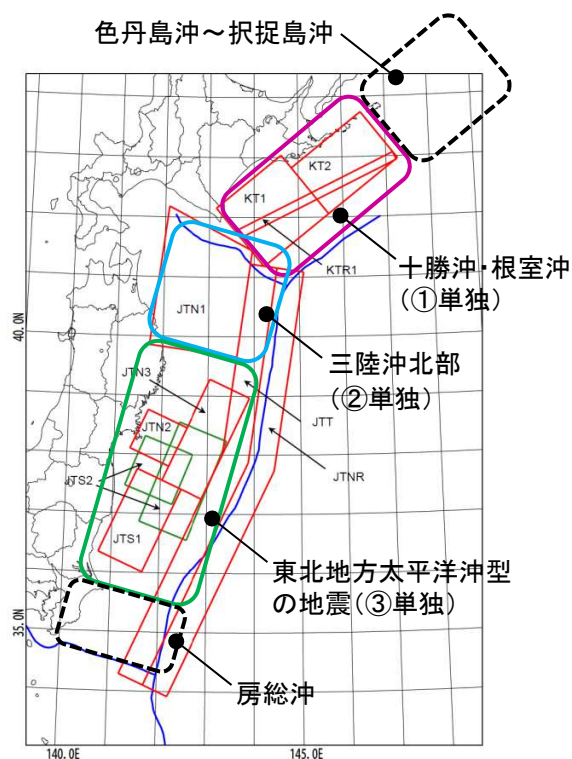 色丹島沖～択捉島沖
KT2
KT1
KTR1
十勝沖・根室沖
（①単独）
JTN1
40.0N
三陸沖北部
（②単独）
JTN3
JTT
JTN2
JTNR
JTS2
JTS1
東北地方太平洋沖型
の地震（③単独）
35.0N
房総沖
140.0E
145.0E